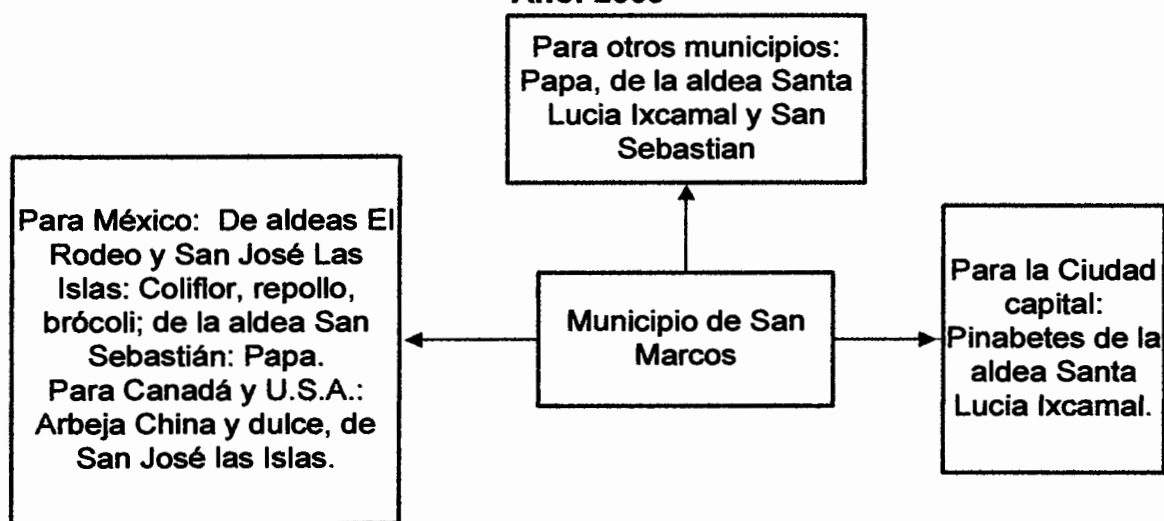 Para otros municipios:
Papa, de la aldea Santa
Lucia Ixcamal y San
Sebastian
Para México: De aldeas El
Rodeo y San José Las
Islas: Coliflor, repollo,
brócoli; de la aldea San
Sebastián: Papa.
Para Canadá y U.S.A.:
Arbeja China y dulce, de
San José las Islas.
Municipio de San
Marcos
Para la Ciudad
capital:
Pinabetes de la
aldea Santa
Lucia Ixcamal.